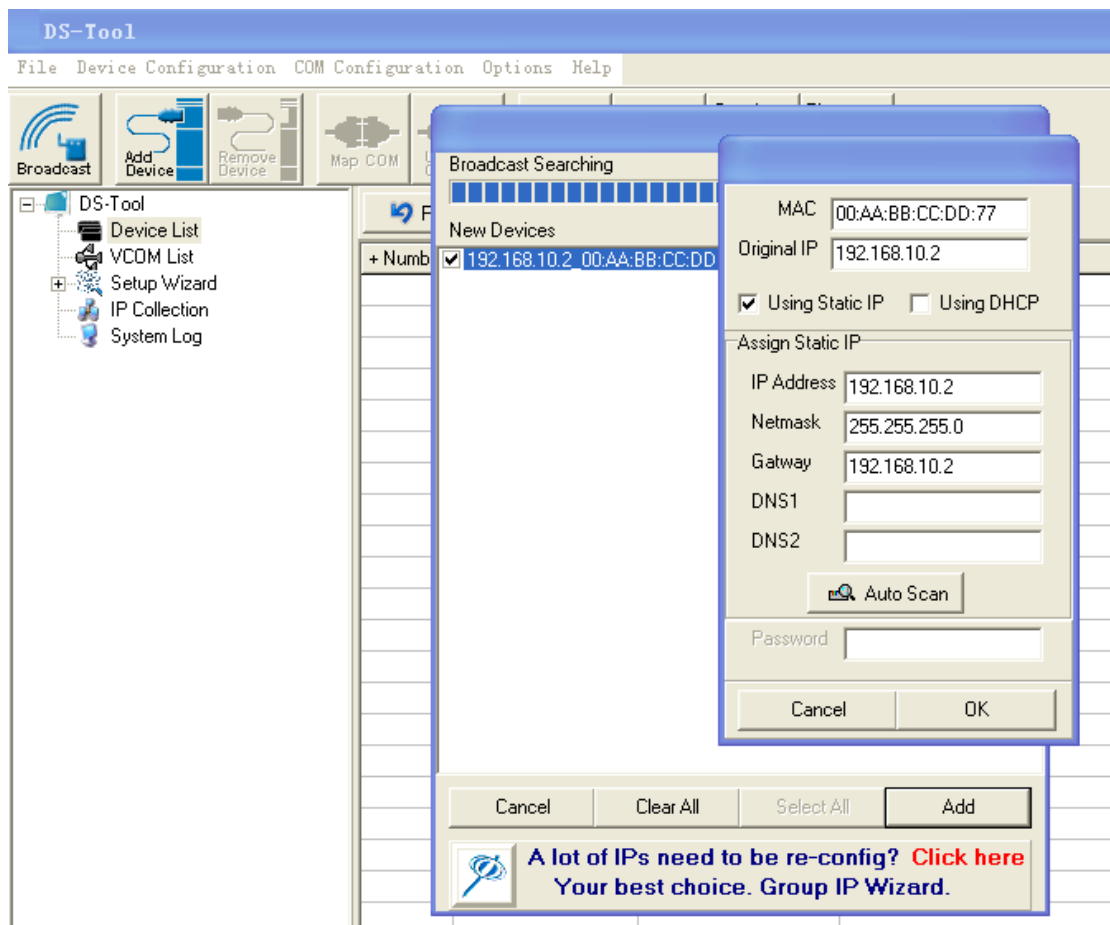 DS-Tool
File Device Configuration COM Configuration Options Help
Broadcast
Add Device
Remove Device
Map COM
DS-Tool
Device List
VCOM List
Setup Wizard
IP Collection
System Log
+ Numb
Broadcast Searching
New Devices
192.168.10.2_00:AA:BB:CC:DD
MAC 00:AA:BB:CC:DD:77
Original IP 192.168.10.2
Using Static IP Using DHCP
Assign Static IP
IP Address 192.168.10.2
Netmask 255.255.255.0
Gatway 192.168.10.2
DNS1
DNS2
Auto Scan
Password
Cancel OK
Cancel Clear All Select All Add
A lot of IPs need to be re-config? Click here
Your best choice. Group IP Wizard.